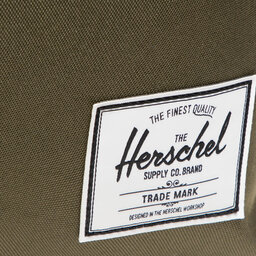 THE FINEST QUALITY
THE
Herschel
SUPPLY CO. BRAND
TRADE MARK
DESIGNED IN THE HERSCHEL WORKSHOP